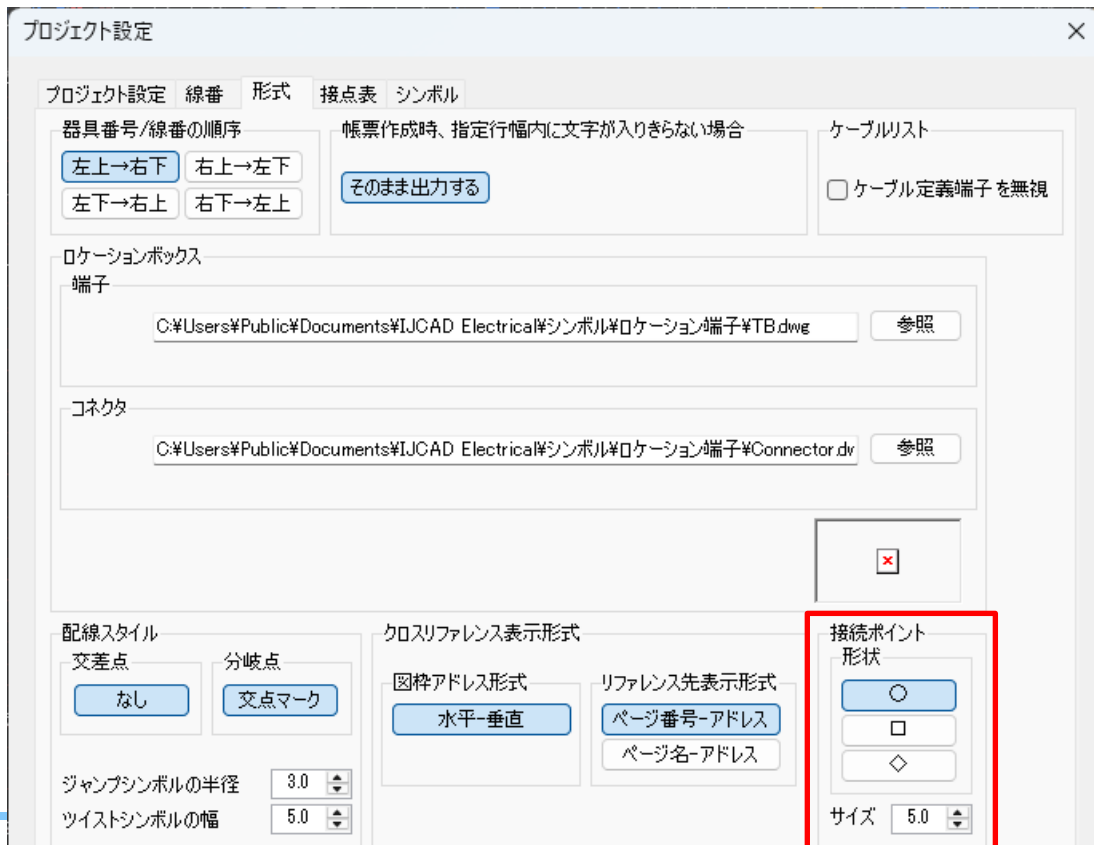 プロジェクト設定
プロジェクト設定 線番 形式 接点表 シンボル
器具番号/線番の順序
左上→右下 右上→左下
左下→右上 右下→左上
帳票作成時、指定行幅内に文字が入りきらない場合
そのまま出力する
ケーブルリスト
ケーブル定義端子を無視
ロケーションボックス
端子
C:¥Users¥Public¥Documents¥IJCAD Electrical¥シンボル¥ロケーション端子¥TB.dwg 参照
コネクタ
C:¥Users¥Public¥Documents¥IJCAD Electrical¥シンボル¥ロケーション端子¥Connector.dv 参照
配線スタイル
交差点 分岐点
なし 交点マーク
ジャンプシンボルの半径 3.0
ツイストシンボルの幅 5.0
クロスリファレンス表示形式
図枠アドレス形式
水平-垂直
リファレンス先表示形式
ページ番号-アドレス
ページ名-アドレス
接続ポイント
形状
○
□
◇
サイズ 5.0